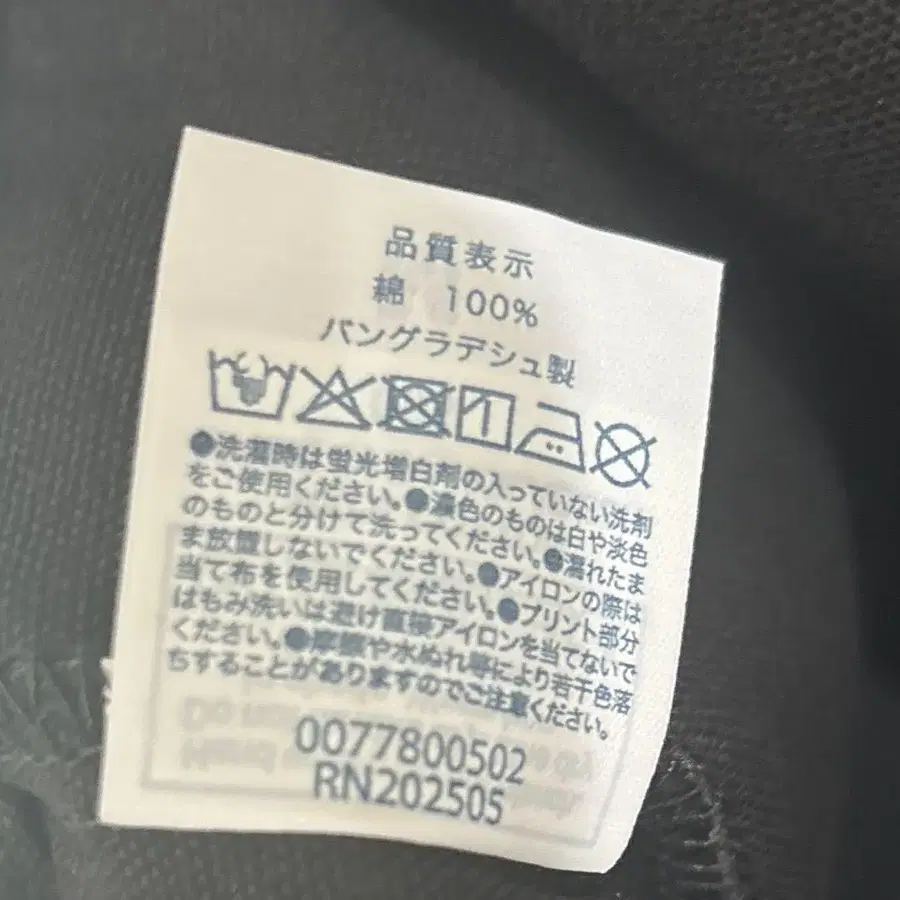 品質表示
綿 100%
バングラデシュ製
●洗濯時は蛍光増白剤の入っていない洗剤
をご使用ください。●濃色のものは白や淡色
のものと分けて洗ってください。●濡れたま
ま放置しないでください。●アイロンの際は
当て布を使用してください。●プリント部分
はもみ洗いは避け直接アイロンを当てないで
ください。●摩擦や水ぬれ等により若干色落
ちすることがありますのでご注意ください。
0077800502
RN202505